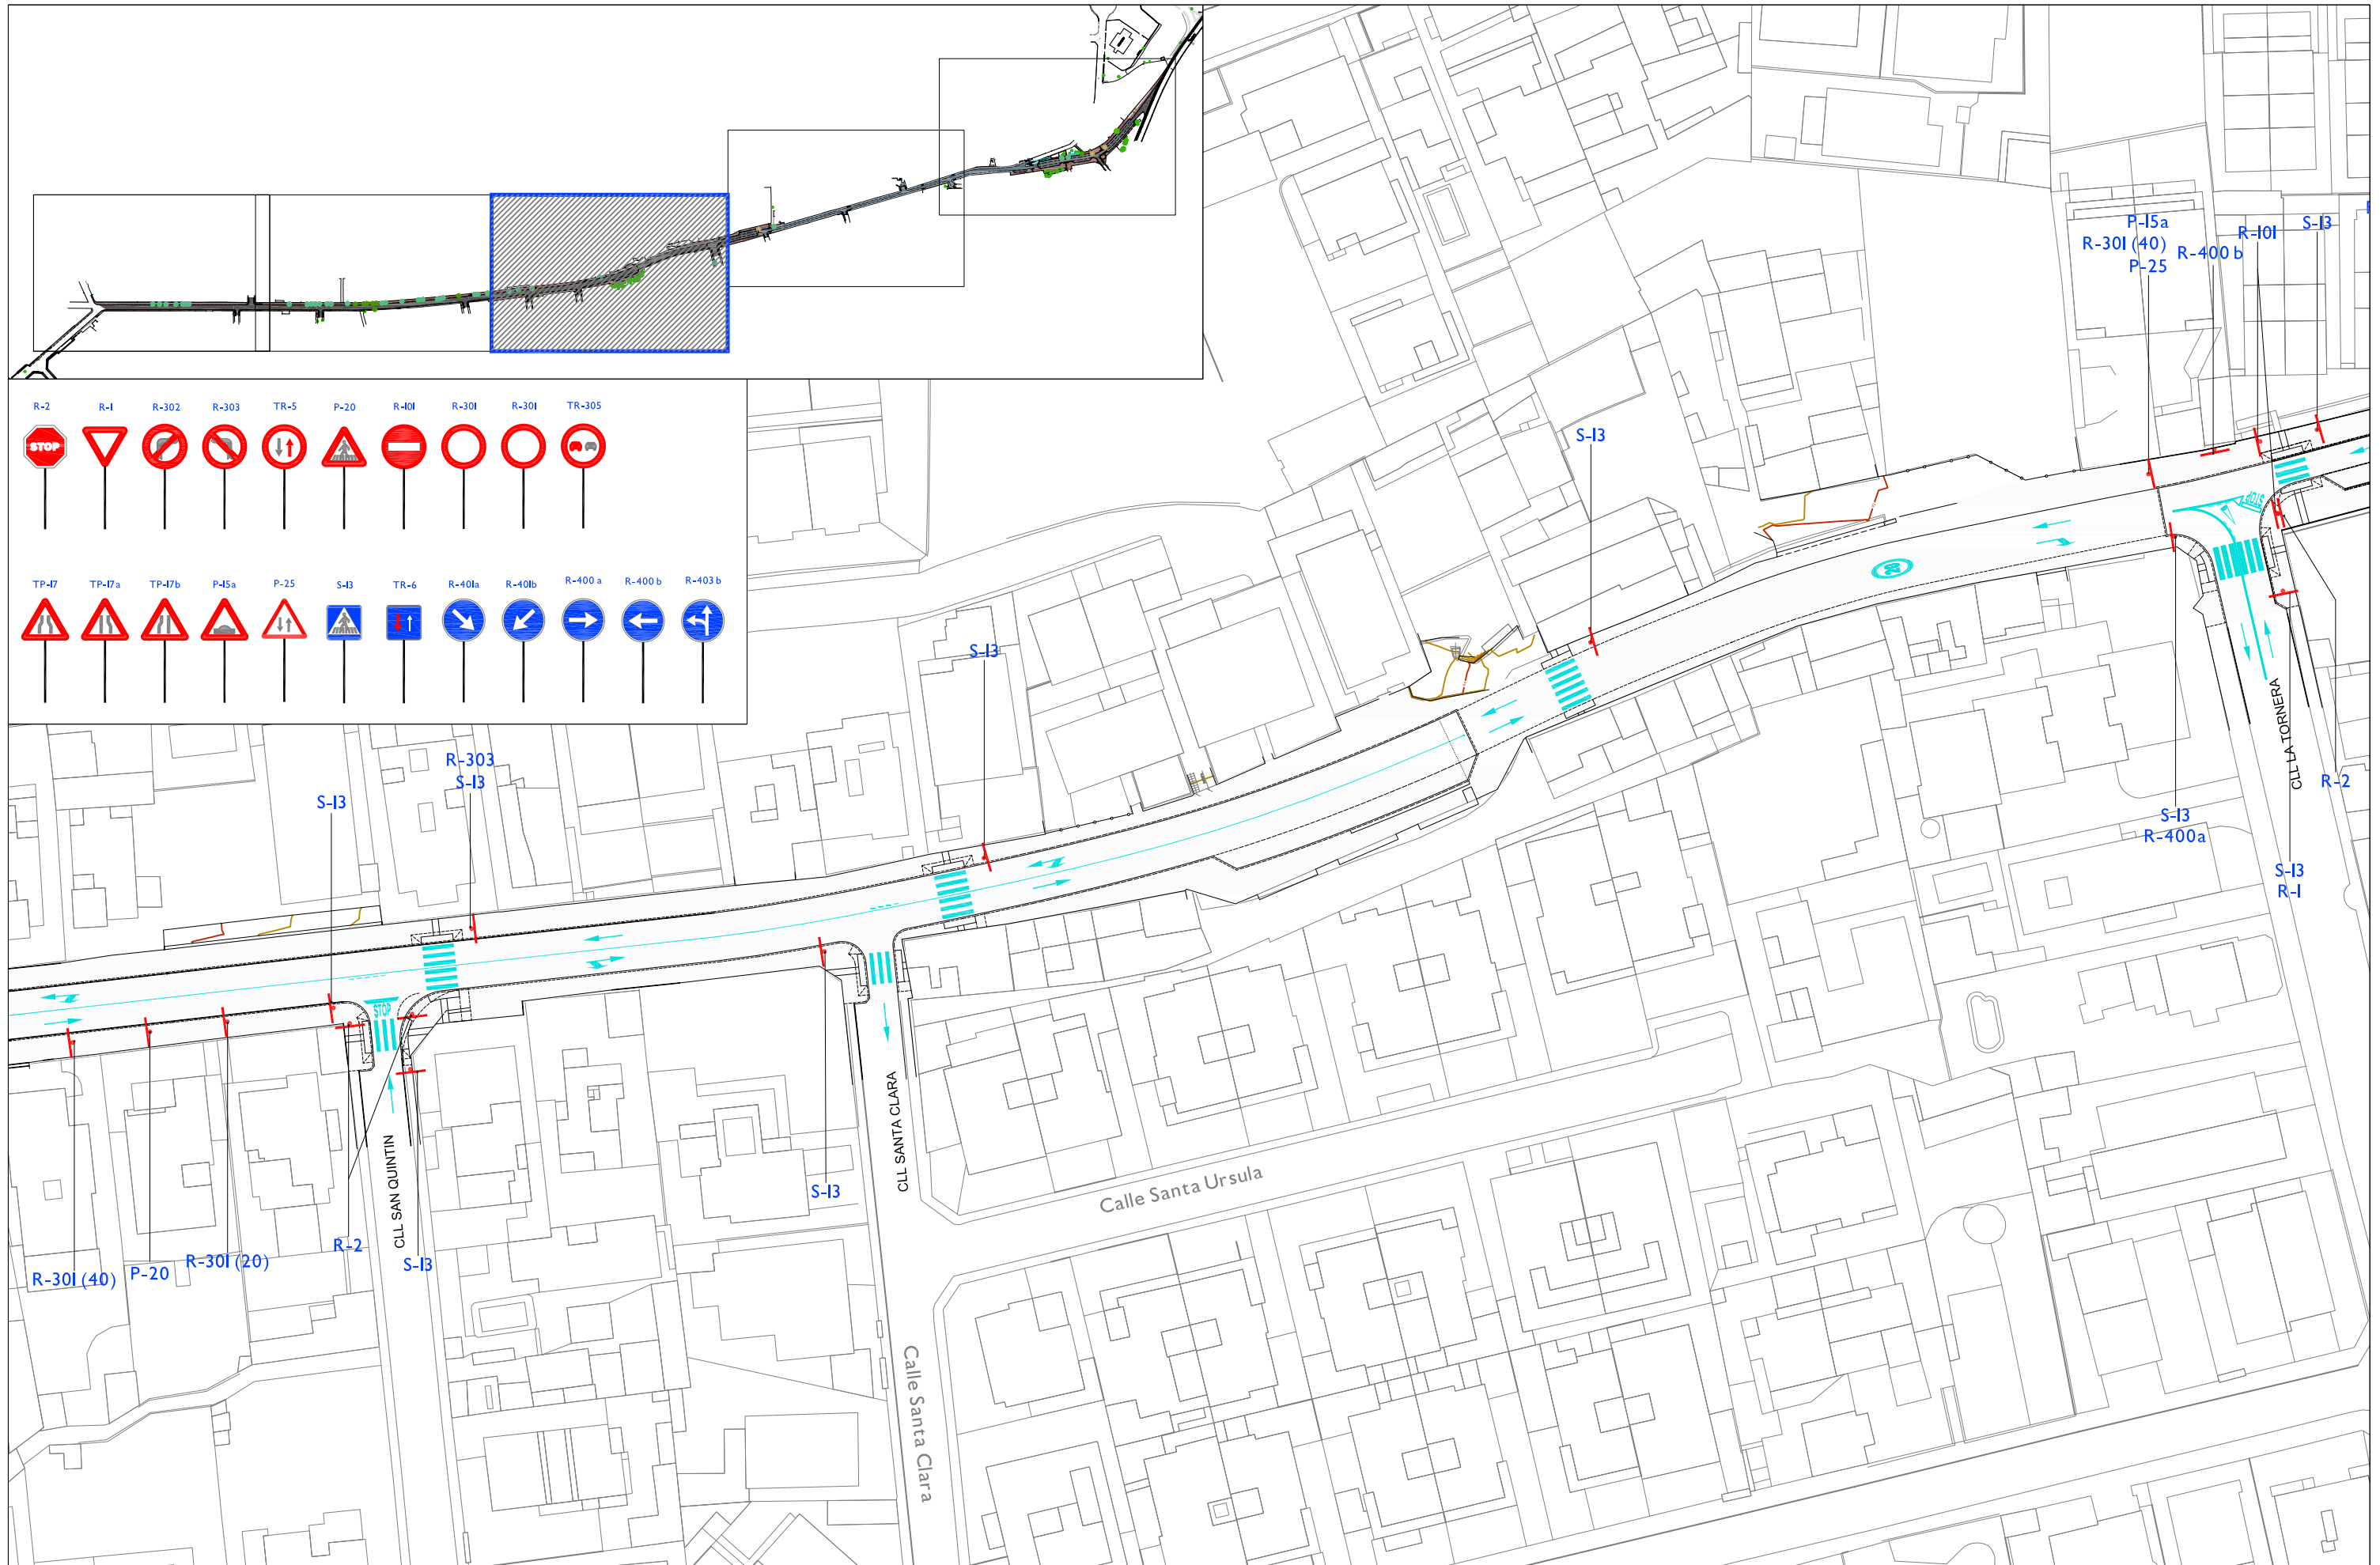 R-2 R-1 R-302 R-303 TR-5 P-20 R-101 R-301 R-301 TR-305
STOP
TP-17 TP-17a TP-17b P-15a P-25 S-13 TR-6 R-401a R-401b R-400 a R-400 b R-403 b
P-15a
R-301 (40)
P-25
R-400 b
R-101
S-13
S-13
S-13
R-303
S-13
S-13
STOP
30
STOP
CLL LA TORNERA
R-2
S-13
R-400a
S-13
R-1
CLL SANTA CLARA
S-13
Calle Santa Ursula
CLL SAN QUINTIN
R-2
S-13
R-301 (20)
P-20
R-301 (40)
Calle Santa Clara